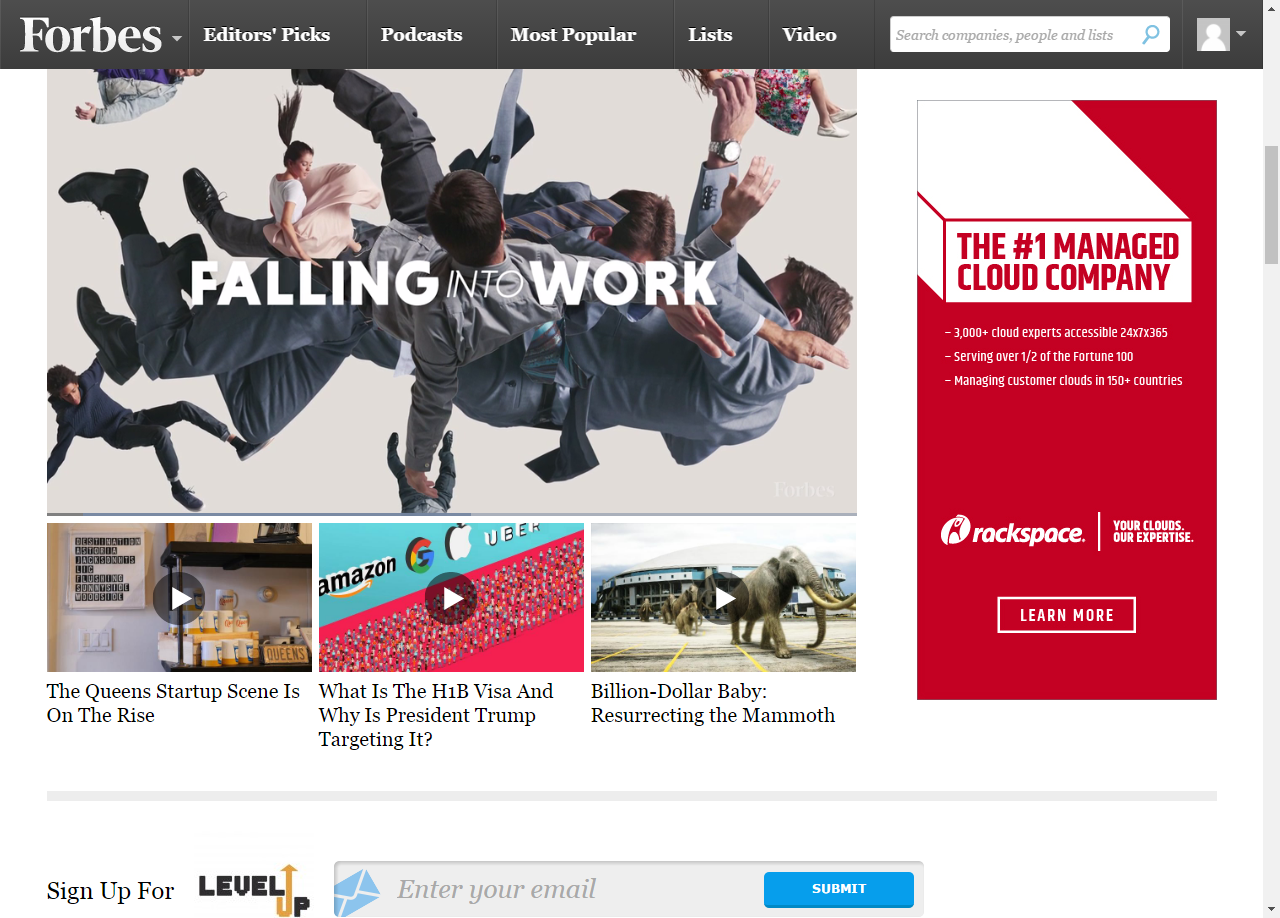 Forbes
Editors' Picks
Podcasts
Most Popular
Lists
Video
Search companies, people and lists
FALLING INTO WORK
Forbes
THE #1 MANAGED
CLOUD COMPANY
– 3,000+ cloud experts accessible 24x7x365
– Serving over 1/2 of the Fortune 100
– Managing customer clouds in 150+ countries
rackspace.
YOUR CLOUDS.
OUR EXPERTISE.
LEARN MORE
DESTINATION
ASTORIA
JACKSON HTS
LIC
FLUSHING
SUNNYSIDE
WOODSIDE
QUEENS
amazon
G
UBER
The Queens Startup Scene Is
On The Rise
What Is The H1B Visa And
Why Is President Trump
Targeting It?
Billion-Dollar Baby:
Resurrecting the Mammoth
Sign Up For
LEVEL UP
Enter your email
SUBMIT